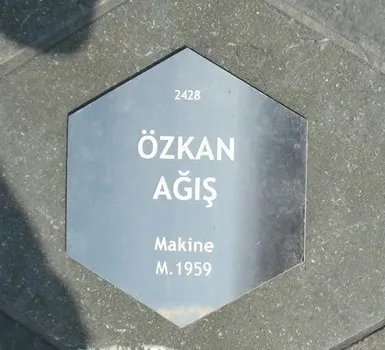 2428
ÖZKAN
AĞIŞ
Makine
M.1959